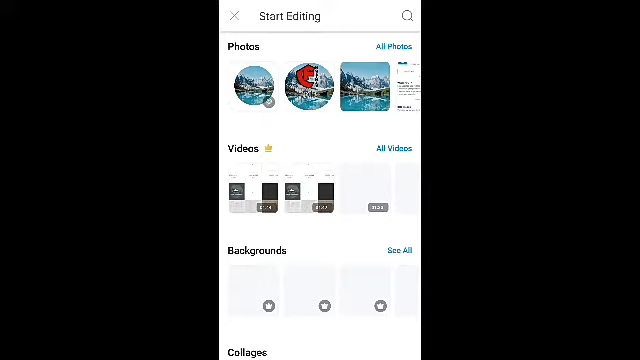 Start Editing
Photos
All Photos
Videos
All Videos
Backgrounds
See All
Collages